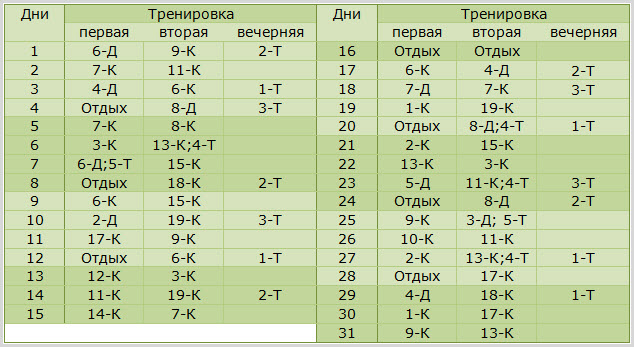 Дни Тренировка Дни Тренировка
первая вторая вечерняя первая вторая вечерняя
1 6-Д 9-К 2-Т 16 Отдых Отдых
2 7-К 11-К 17 6-К 4-Д 2-Т
3 4-Д 6-К 1-Т 18 7-Д 7-К 3-Т
4 Отдых 8-Д 3-Т 19 1-К 19-К
5 7-К 8-К 20 Отдых 8-Д;4-Т 1-Т
6 3-К 13-К;4-Т 21 2-К 15-К
7 6-Д;5-Т 15-К 22 13-К 3-К
8 Отдых 18-К 2-Т 23 5-Д 11-К;4-Т 3-Т
9 6-К 15-К 24 Отдых 8-Д 2-Т
10 2-Д 19-К 3-Т 25 9-К 3-Д; 5-Т
11 17-К 9-К 26 10-К 11-К
12 Отдых 6-К 1-Т 27 2-К 13-К;4-Т 1-Т
13 12-К 3-К 28 Отдых 17-К
14 11-К 19-К 2-Т 29 4-Д 18-К 1-Т
15 14-К 7-К 30 1-К 17-К
31 9-К 13-К